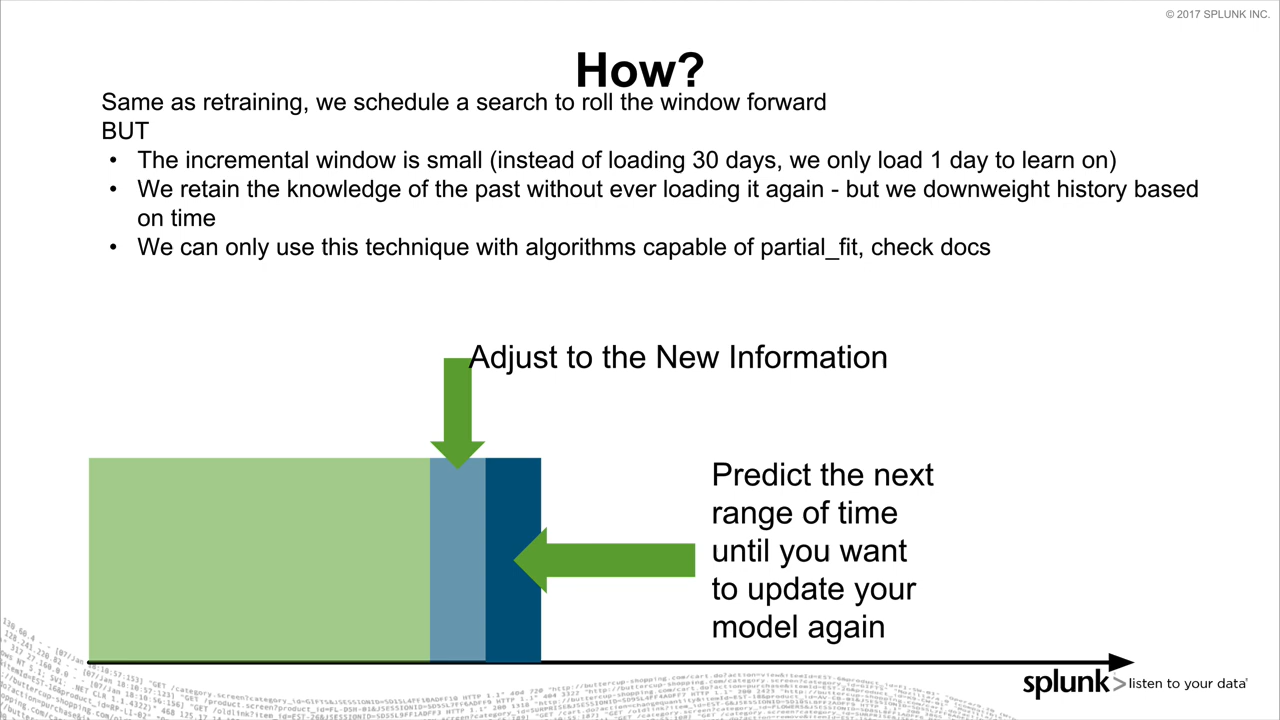 © 2017 SPLUNK INC.
How?
Same as retraining, we schedule a search to roll the window forward
BUT
• The incremental window is small (instead of loading 30 days, we only load 1 day to learn on)
• We retain the knowledge of the past without ever loading it again - but we downweight history based
on time
• We can only use this technique with algorithms capable of partial_fit, check docs
Adjust to the New Information
Predict the next
range of time
until you want
to update your
model again
splunk> listen to your data